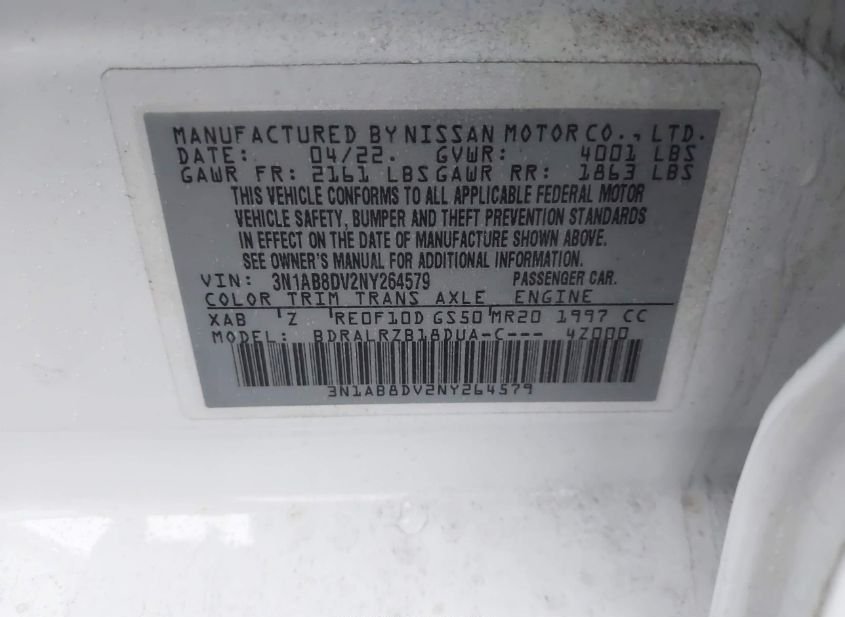 MANUFACTURED BY NISSAN MOTOR CO., LTD.
DATE: 04/22. GVWR: 4001 LBS
GAWR FR: 2161 LBS GAWR RR: 1863 LBS
THIS VEHICLE CONFORMS TO ALL APPLICABLE FEDERAL MOTOR
VEHICLE SAFETY, BUMPER AND THEFT PREVENTION STANDARDS
IN EFFECT ON THE DATE OF MANUFACTURE SHOWN ABOVE.
SEE OWNER'S MANUAL FOR ADDITIONAL INFORMATION.
VIN: 3N1AB8DV2NY264579 PASSENGER CAR.
COLOR TRIM TRANS AXLE ENGINE
XAB Z RE0F10D GS50 MR20 1997 CC
MODEL: BDRALRZB18DUA-C--- 4Z000
3N1AB8DV2NY264579